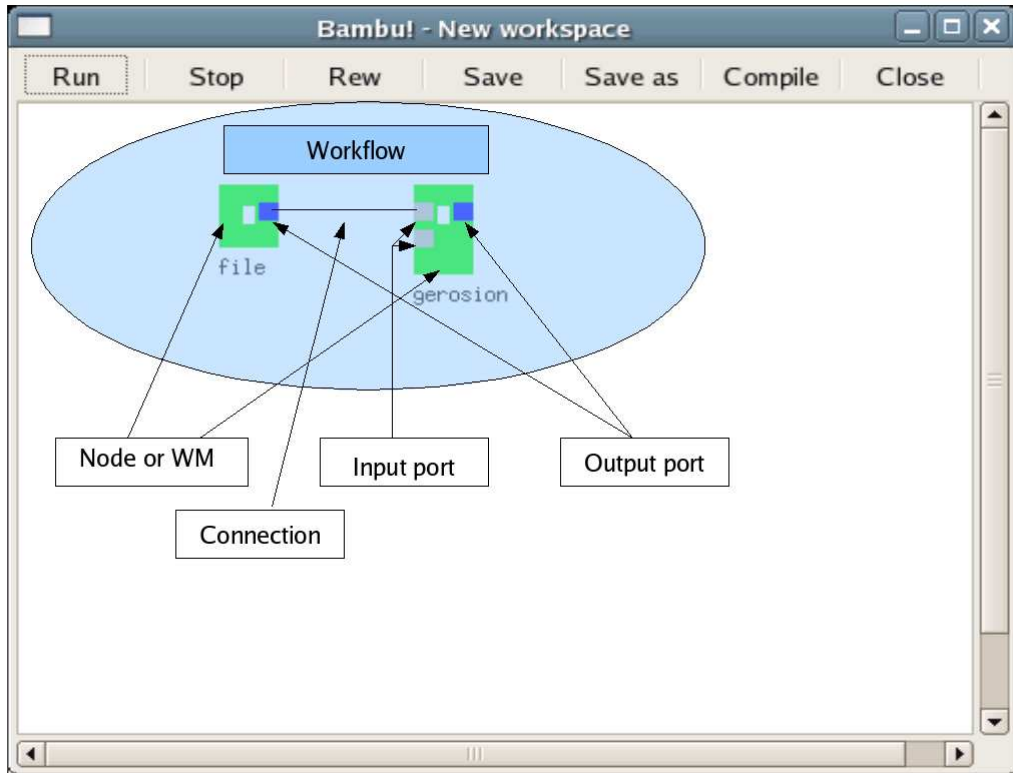 Bambu! - New workspace
Run Stop Rew Save Save as Compile Close
Workflow
file
gerosion
Node or WM
Input port
Output port
Connection